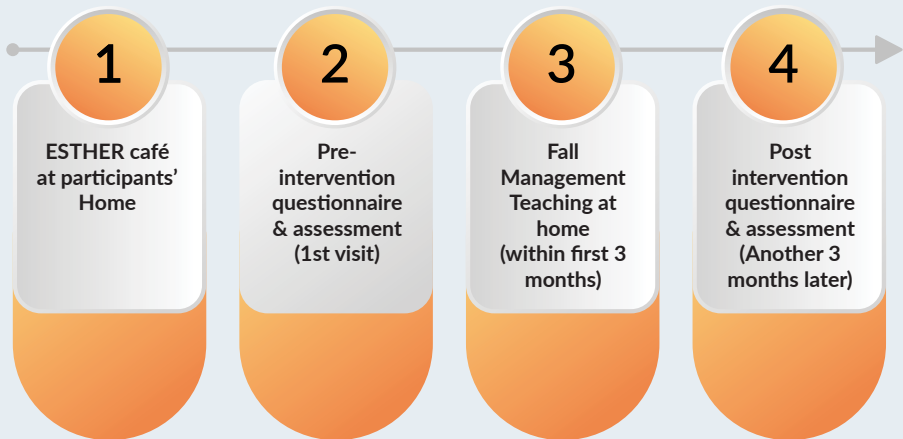 1
ESTHER café
at participants'
Home
2
Pre-
intervention
questionnaire
& assessment
(1st visit)
3
Fall
Management
Teaching at
home
(within first 3
months)
4
Post
intervention
questionnaire
& assessment
(Another 3
months later)